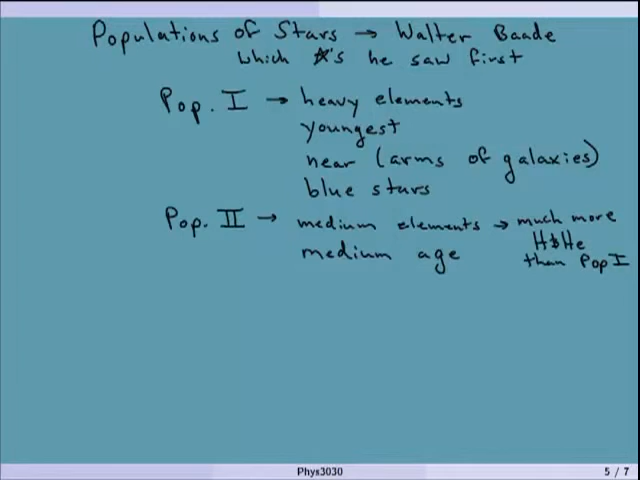 Populations of Stars → Walter Baade
which ★'s he saw first
Pop. I → heavy elements
youngest
near (arms of galaxies)
blue stars
Pop. II → medium elements → much more
H & He
than Pop I
medium age
Phys3030
5 / 7